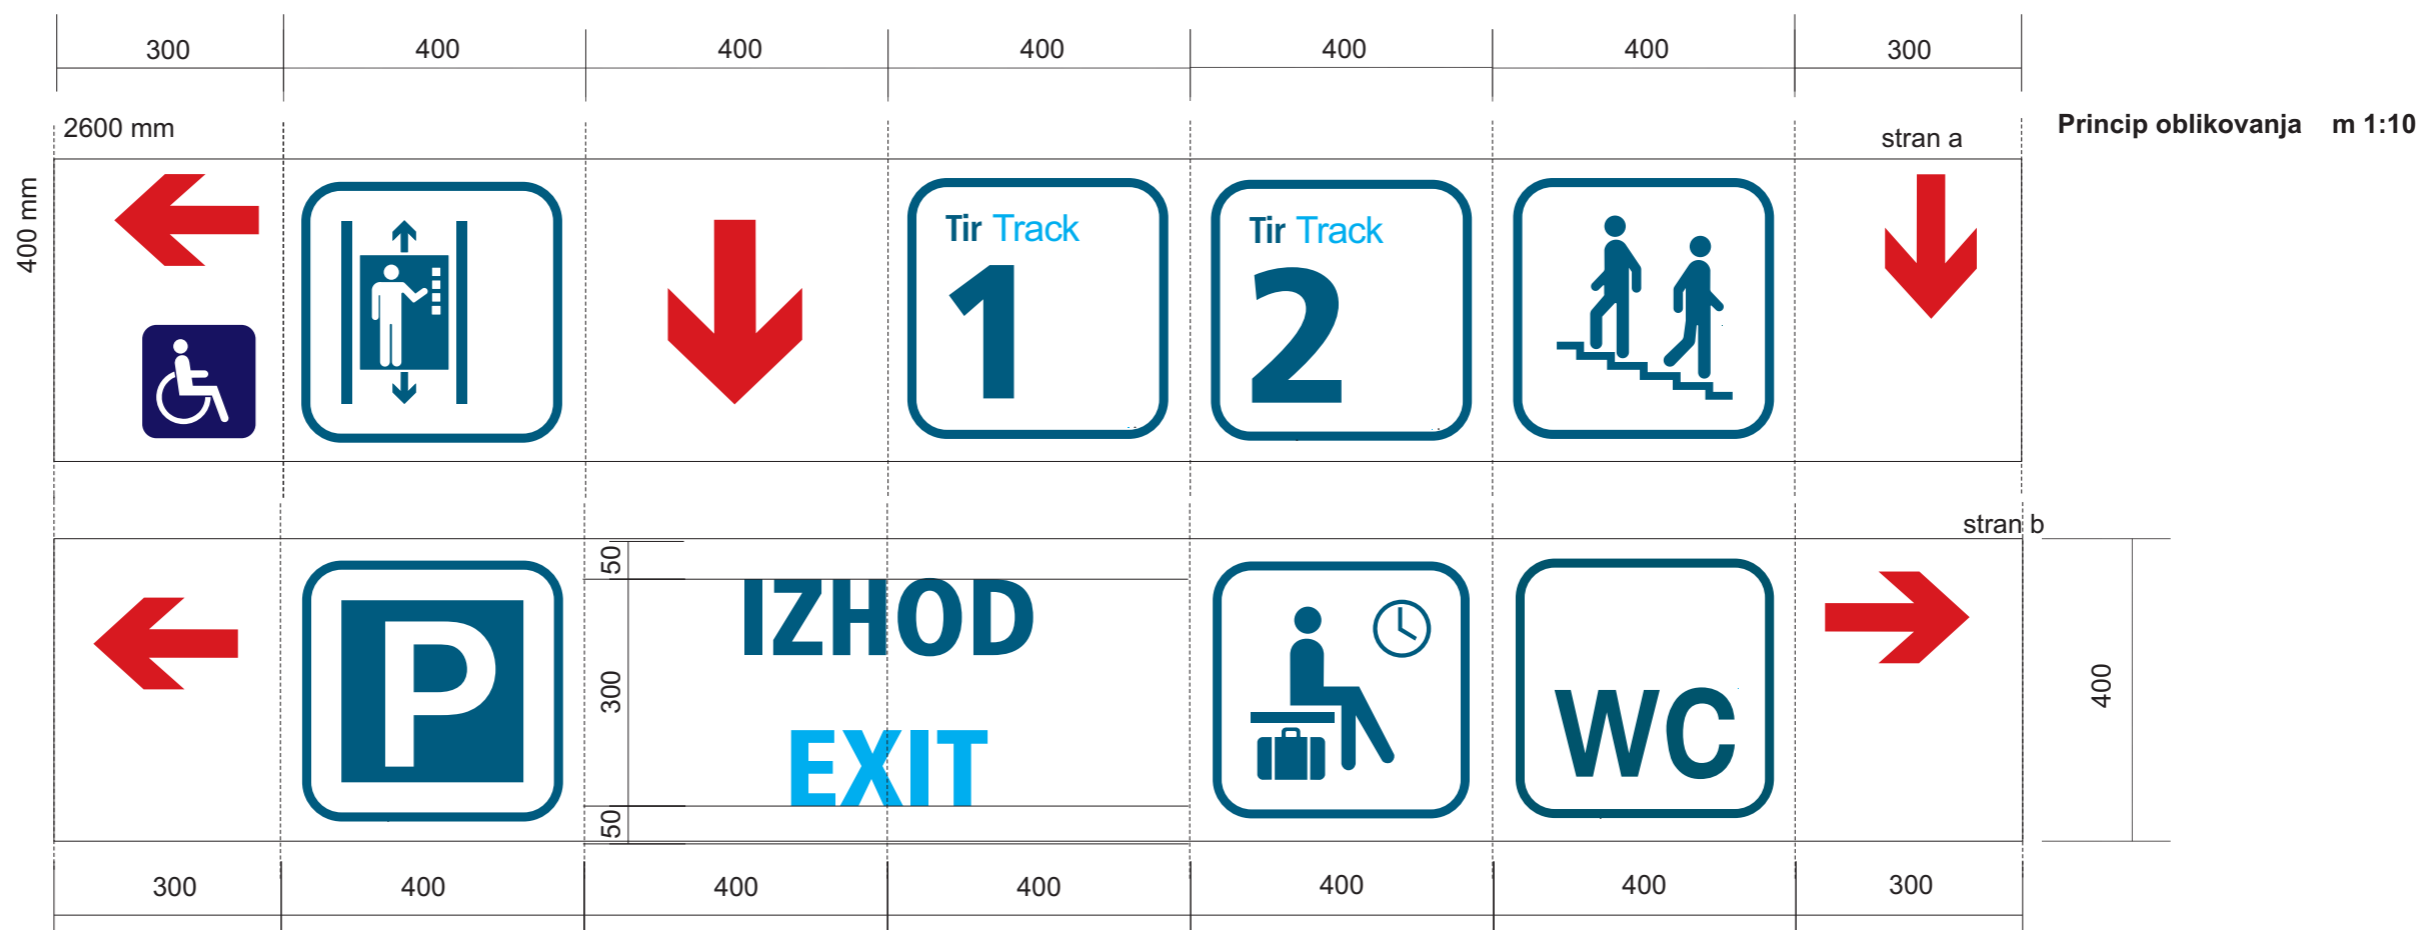 300 400 400 400 400 400 300
2600 mm
stran a
Princip oblikovanja m 1:10
400 mm
Tir Track
1
Tir Track
2
stran b
50
300
50
P
IZHOD
EXIT
WC
400
300 400 400 400 400 400 300